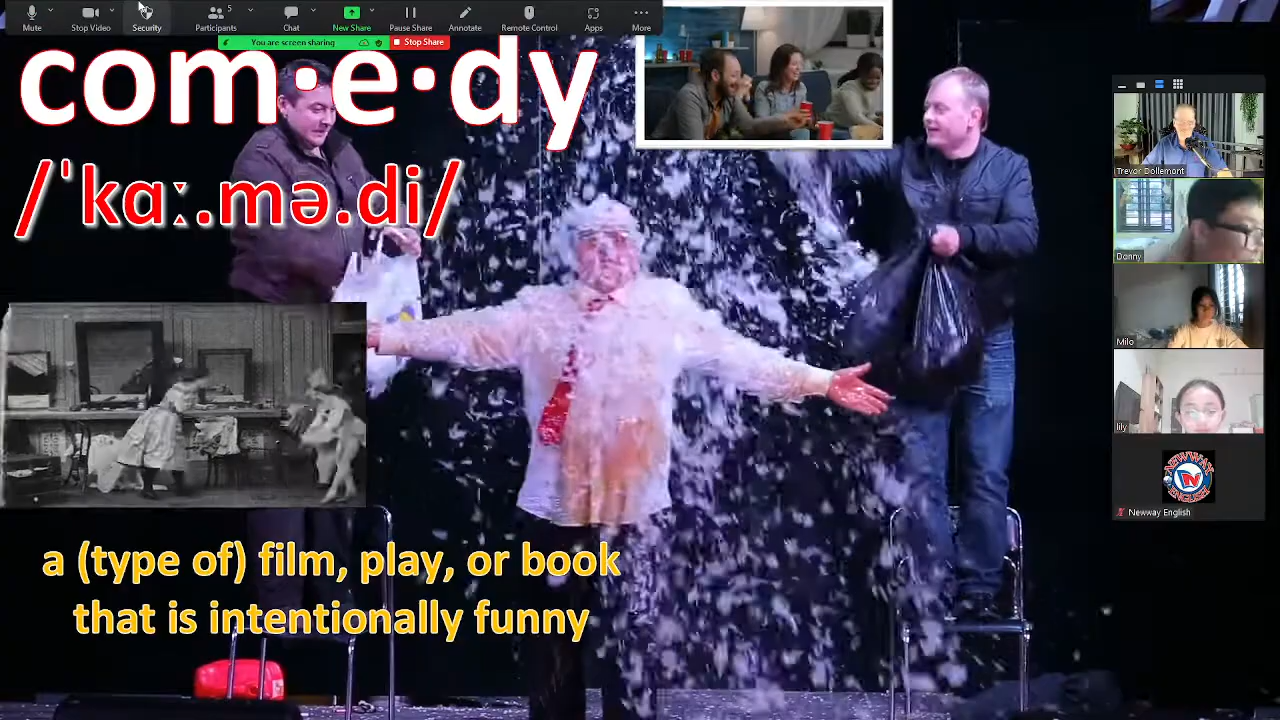 Mute
Stop Video
Security
Participants
5
Chat
New Share
Pause Share
Annotate
Remote Control
Apps
More
You are screen sharing
Stop Share
com·e·dy
/ˈkɑː.mə.di/
a (type of) film, play, or book
that is intentionally funny
Trevor Dollemont
Danny
Milo
lily
NEWWAY
ENGLISH
Newway English